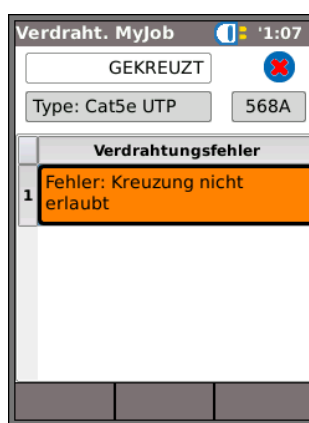 Verdraht. MyJob '1:07
GEKREUZT
Type: Cat5e UTP 568A
Verdrahtungsfehler
1 Fehler: Kreuzung nicht
erlaubt